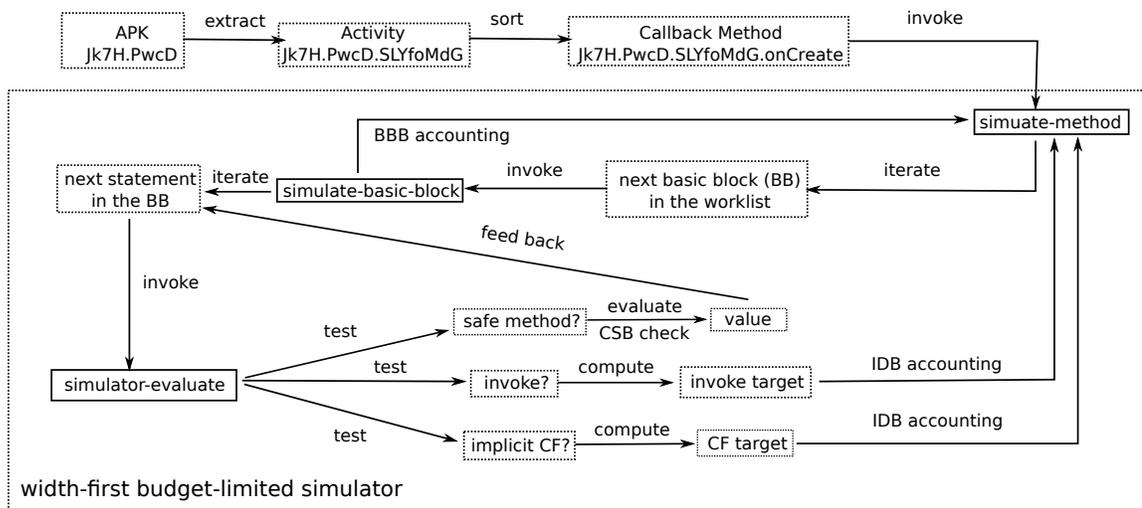 APK
Jk7H.PwcD
extract
Activity
Jk7H.PwcD.SLYfoMdG
sort
Callback Method
Jk7H.PwcD.SLYfoMdG.onCreate
invoke
simuate-method
BBB accounting
next statement
in the BB
iterate
simulate-basic-block
invoke
next basic block (BB)
in the worklist
iterate
feed back
invoke
test
safe method?
evaluate
CSB check
value
simulator-evaluate
test
invoke?
compute
invoke target
IDB accounting
test
implicit CF?
compute
CF target
IDB accounting
width-first budget-limited simulator